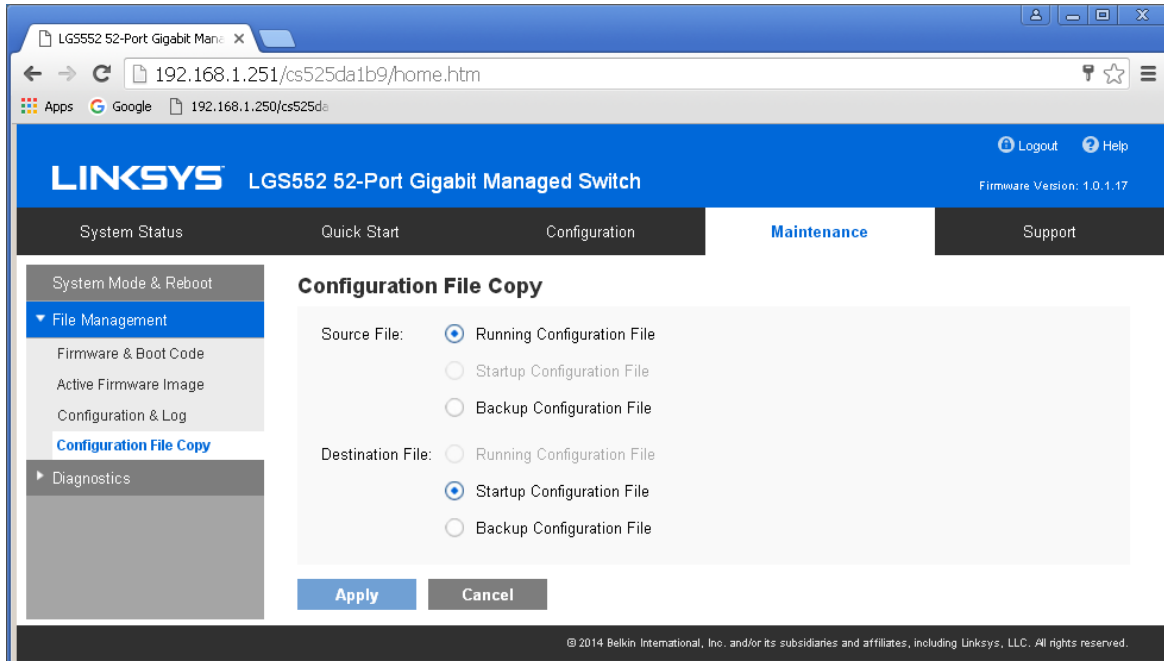 LGS552 52-Port Gigabit Mana
192.168.1.251/cs525da1b9/home.htm
Apps Google 192.168.1.250/cs525da
Logout Help
LINKSYS LGS552 52-Port Gigabit Managed Switch
Firmware Version: 1.0.1.17
System Status Quick Start Configuration Maintenance Support
System Mode & Reboot
File Management
Firmware & Boot Code
Active Firmware Image
Configuration & Log
Configuration File Copy
Diagnostics
Configuration File Copy
Source File: Running Configuration File
Startup Configuration File
Backup Configuration File
Destination File: Running Configuration File
Startup Configuration File
Backup Configuration File
Apply Cancel
© 2014 Belkin International, Inc. and/or its subsidiaries and affiliates, including Linksys, LLC. All rights reserved.